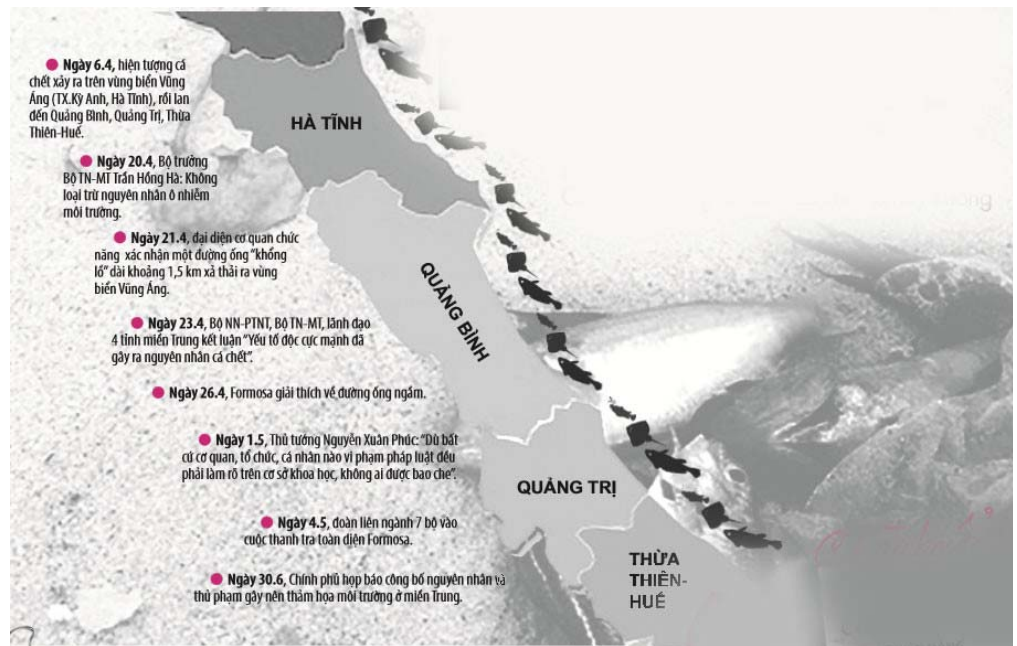 Ngày 6.4, hiện tượng cá
chết xảy ra trên vùng biển Vũng
Áng (TX.Kỳ Anh, Hà Tĩnh), rồi lan
đến Quảng Bình, Quảng Trị, Thừa
Thiên-Huế.
HÀ TĨNH
Ngày 20.4, Bộ trưởng
Bộ TN-MT Trần Hồng Hà: Không
loại trừ nguyên nhân ô nhiễm
môi trường.
Ngày 21.4, đại diện cơ quan chức
năng xác nhận một đường ống "khổng
lồ" dài khoảng 1,5 km xả thải ra vùng
biển Vũng Áng.
QUẢNG BÌNH
Ngày 23.4, Bộ NN-PTNT, Bộ TN-MT, lãnh đạo
4 tỉnh miền Trung kết luận "Yếu tố độc cực mạnh đã
gây ra nguyên nhân cá chết".
Ngày 26.4, Formosa giải thích về đường ống ngầm.
Ngày 1.5, Thủ tướng Nguyễn Xuân Phúc: "Dù bất
cứ cơ quan, tổ chức, cá nhân nào vi phạm pháp luật đều
phải làm rõ trên cơ sở khoa học, không ai được bao che".
QUẢNG TRỊ
Ngày 4.5, đoàn liên ngành 7 bộ vào
cuộc thanh tra toàn diện Formosa.
Ngày 30.6, Chính phủ họp báo công bố nguyên nhân và
thủ phạm gây nên thảm họa môi trường ở miền Trung.
THỪA
THIÊN-
HUẾ